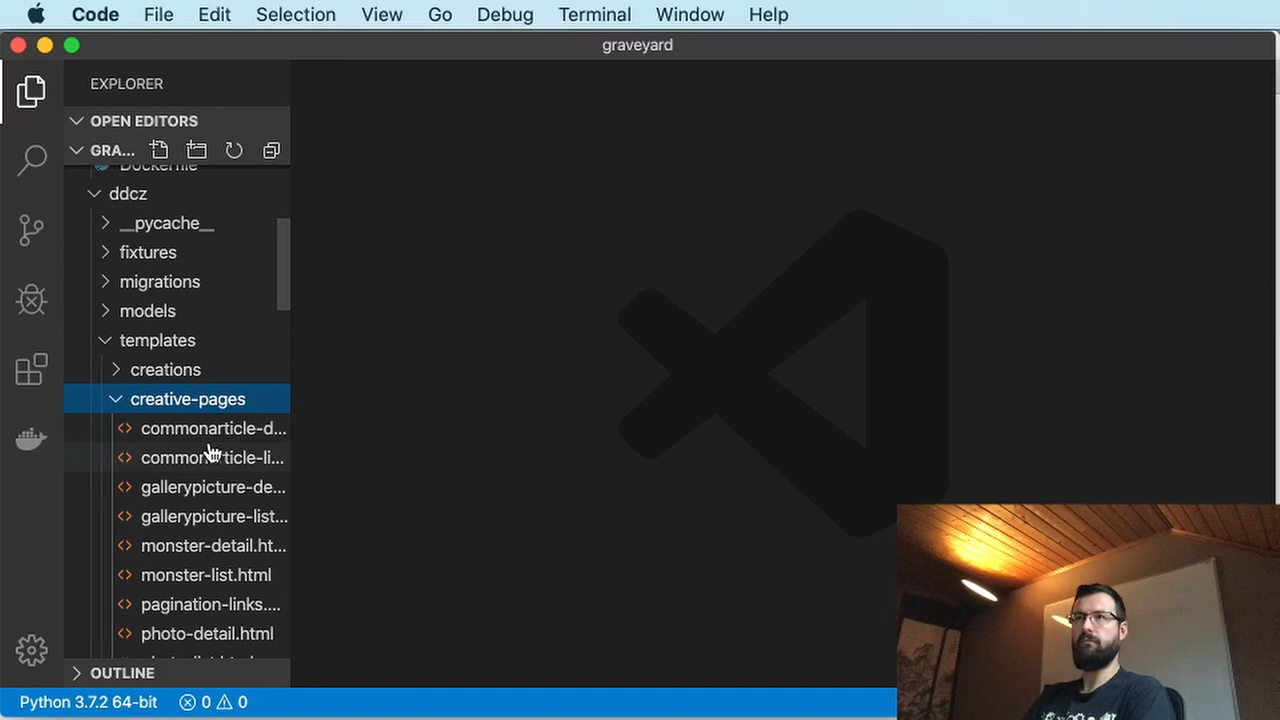 Code File Edit Selection View Go Debug Terminal Window Help
graveyard
EXPLORER
OPEN EDITORS
GRA...
Dockerfile
ddcz
__pycache__
fixtures
migrations
models
templates
creations
creative-pages
commonarticle-d...
commonarticle-li...
gallerypicture-de...
gallerypicture-list...
monster-detail.ht...
monster-list.html
pagination-links....
photo-detail.html
OUTLINE
Python 3.7.2 64-bit 0 0